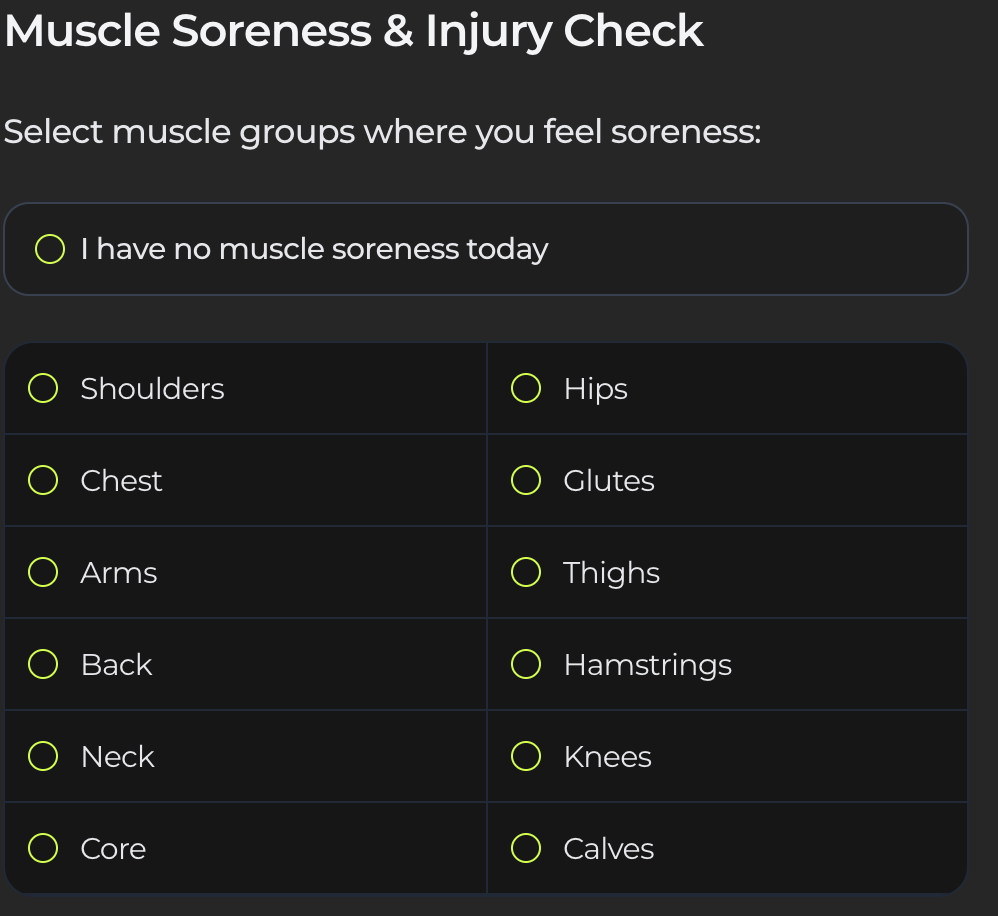 Muscle Soreness & Injury Check
Select muscle groups where you feel soreness:
I have no muscle soreness today
Shoulders
Hips
Chest
Glutes
Arms
Thighs
Back
Hamstrings
Neck
Knees
Core
Calves